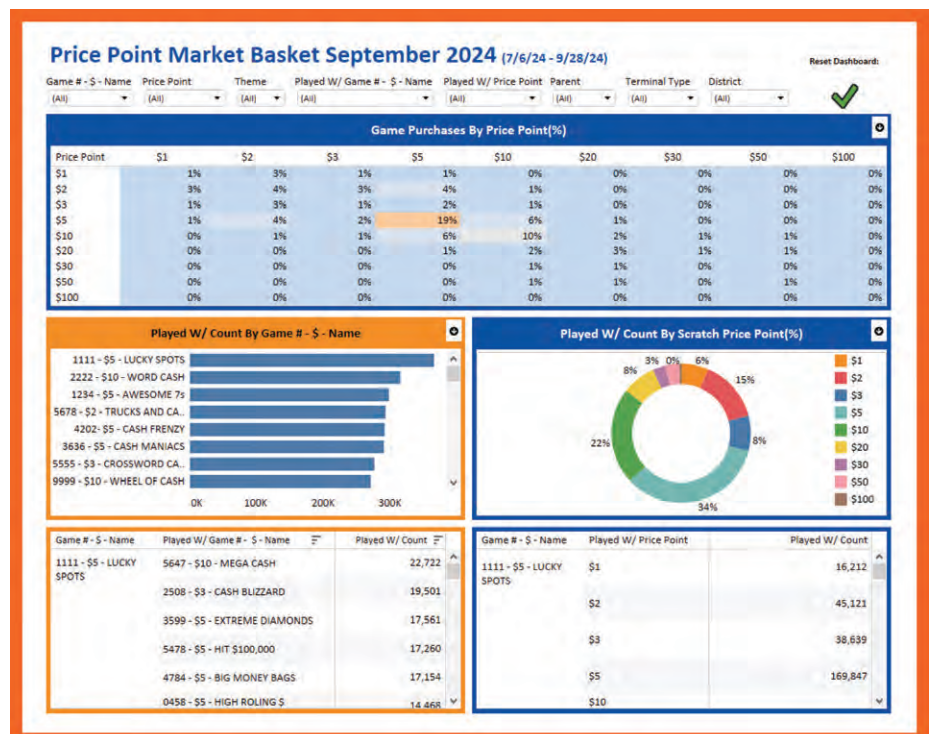 Price Point Market Basket September 2024 (7/6/24 - 9/28/24)
Reset Dashboard:
Game # - $ - Name Price Point Theme Played W/ Game # - $ - Name Played W/ Price Point Parent Terminal Type District
(All) (All) (All) (All) (All) (All) (All) (All)
Game Purchases By Price Point(%)
Price Point $1 $2 $3 $5 $10 $20 $30 $50 $100
$1 1% 3% 1% 1% 0% 0% 0% 0% 0%
$2 3% 4% 3% 4% 1% 0% 0% 0% 0%
$3 1% 3% 1% 2% 1% 0% 0% 0% 0%
$5 1% 4% 2% 19% 6% 1% 0% 0% 0%
$10 0% 1% 1% 6% 10% 2% 1% 1% 0%
$20 0% 0% 0% 1% 2% 3% 1% 1% 0%
$30 0% 0% 0% 0% 1% 1% 0% 0% 0%
$50 0% 0% 0% 0% 1% 1% 0% 1% 0%
$100 0% 0% 0% 0% 0% 0% 0% 0% 0%
Played W/ Count By Game # - $ - Name
1111 - $5 - LUCKY SPOTS
2222 - $10 - WORD CASH
1234 - $5 - AWESOME 7s
5678 - $2 - TRUCKS AND CA..
4202- $5 - CASH FRENZY
3636 - $5 - CASH MANIACS
5555 - $3 - CROSSWORD CA..
9999 - $10 - WHEEL OF CASH
0K 100K 200K 300K
Played W/ Count By Scratch Price Point(%)
3% 0% 6%
8%
15%
22%
8%
34%
$1
$2
$3
$5
$10
$20
$30
$50
$100
Game # - $ - Name Played W/ Game # - $ - Name Played W/ Count
1111 - $5 - LUCKY SPOTS 5647 - $10 - MEGA CASH 22,722
2508 - $3 - CASH BLIZZARD 19,501
3599 - $5 - EXTREME DIAMONDS 17,561
5478 - $5 - HIT $100,000 17,260
4784 - $5 - BIG MONEY BAGS 17,154
0458 - $5 - HIGH ROLING $ 14,468
Game # - $ - Name Played W/ Price Point Played W/ Count
1111 - $5 - LUCKY SPOTS $1 16,212
$2 45,121
$3 38,639
$5 169,847
$10